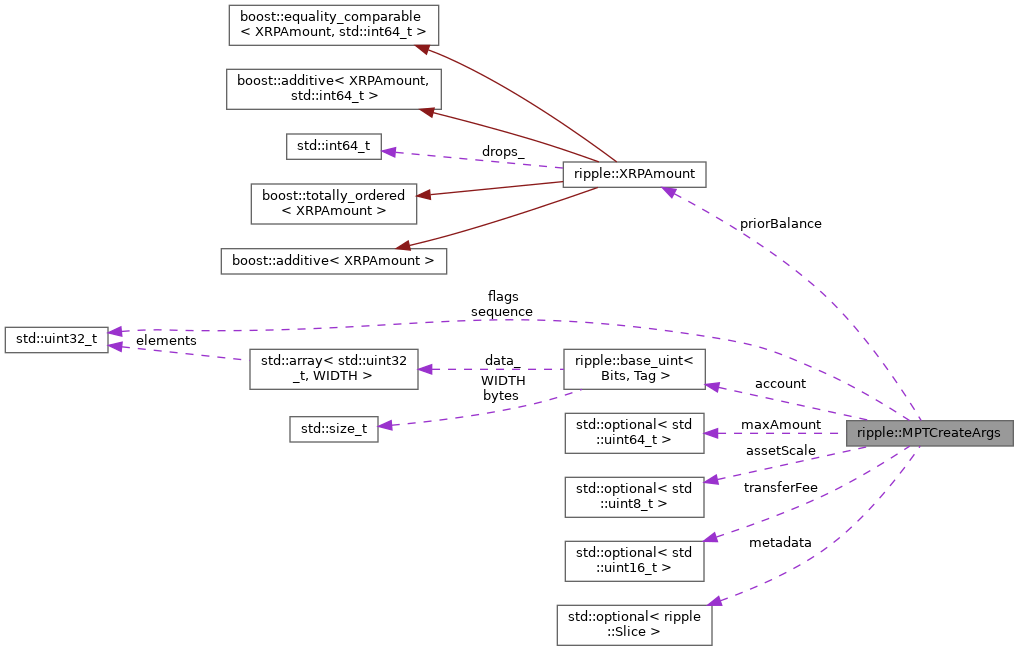 boost::equality_comparable
< XRPAmount, std::int64_t >
boost::additive< XRPAmount,
std::int64_t >
std::int64_t
drops_
ripple::XRPAmount
boost::totally_ordered
< XRPAmount >
priorBalance
boost::additive< XRPAmount >
flags
sequence
std::uint32_t
elements
std::array< std::uint32
_t, WIDTH >
data_
WIDTH
bytes
ripple::base_uint<
Bits, Tag >
account
std::size_t
std::optional< std
::uint64_t >
maxAmount
ripple::MPTCreateArgs
assetScale
std::optional< std
::uint8_t >
transferFee
std::optional< std
::uint16_t >
metadata
std::optional< ripple
::Slice >